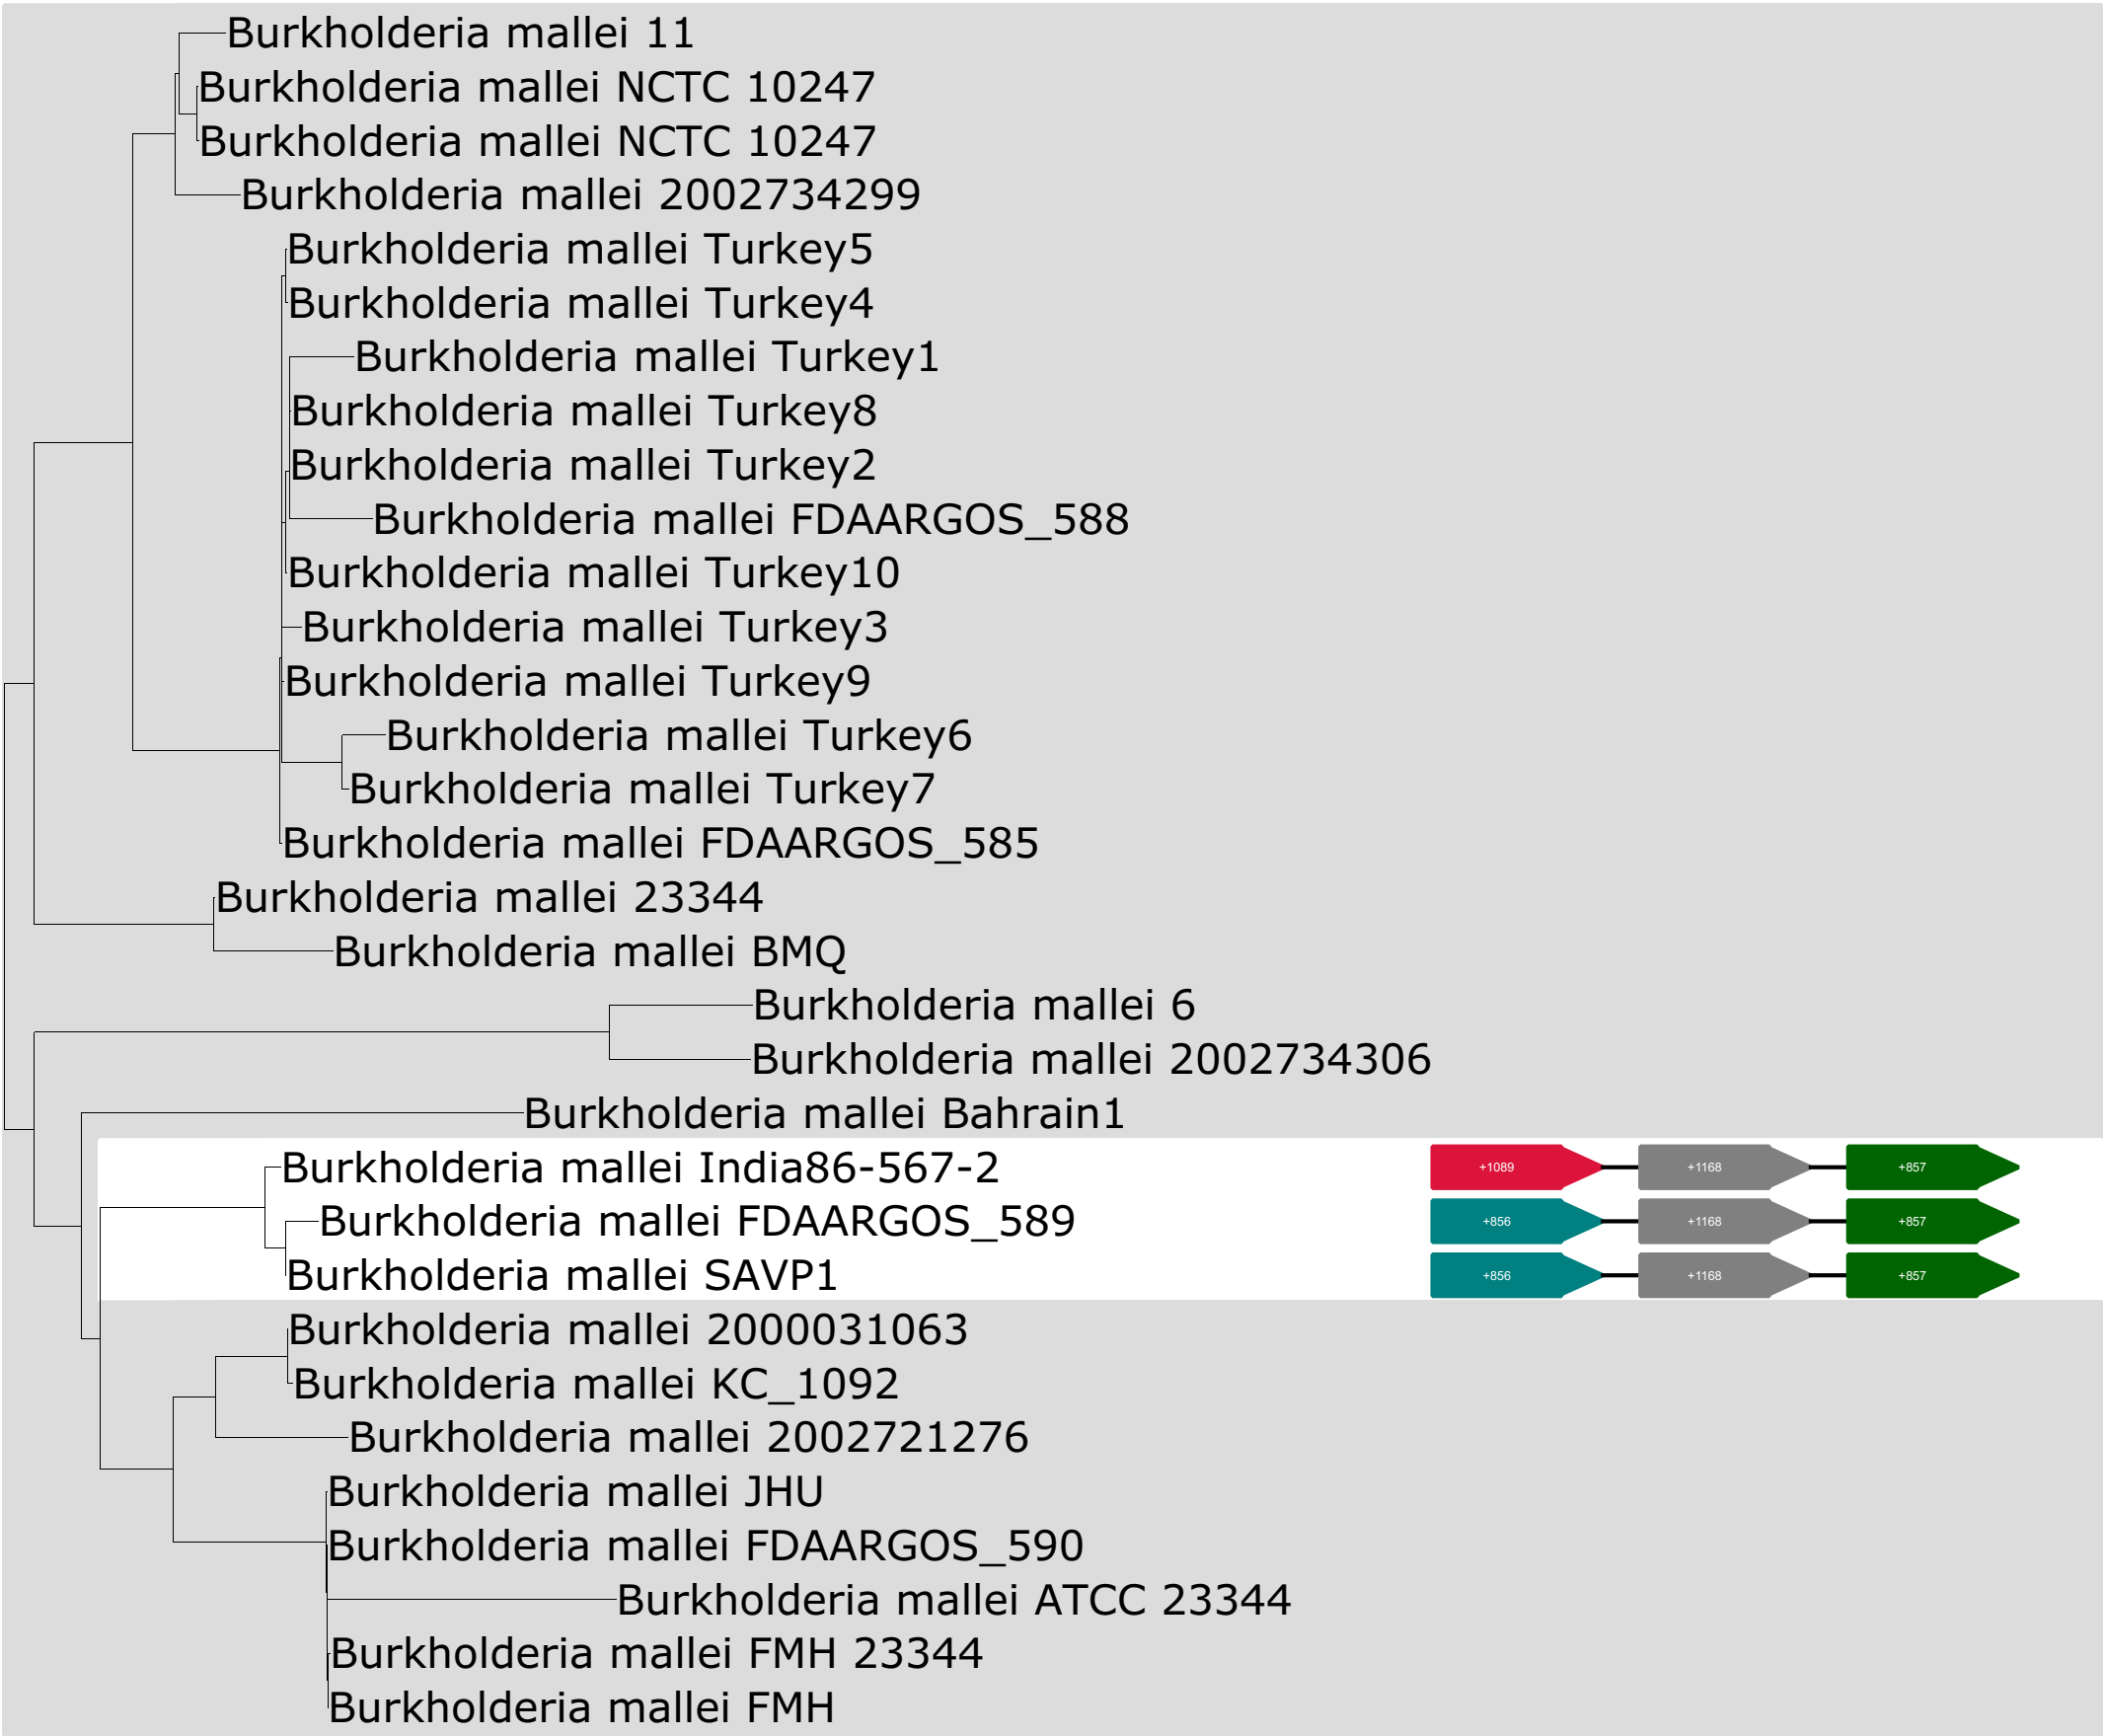 Burkholderia mallei 11
Burkholderia mallei NCTC 10247
Burkholderia mallei NCTC 10247
Burkholderia mallei 2002734299
Burkholderia mallei Turkey5
Burkholderia mallei Turkey4
Burkholderia mallei Turkey1
Burkholderia mallei Turkey8
Burkholderia mallei Turkey2
Burkholderia mallei FDAARGOS_588
Burkholderia mallei Turkey10
Burkholderia mallei Turkey3
Burkholderia mallei Turkey9
Burkholderia mallei Turkey6
Burkholderia mallei Turkey7
Burkholderia mallei FDAARGOS_585
Burkholderia mallei 23344
Burkholderia mallei BMQ
Burkholderia mallei 6
Burkholderia mallei 2002734306
Burkholderia mallei Bahrain1
Burkholderia mallei India86-567-2 +1089 +1168 +857
Burkholderia mallei FDAARGOS_589 +856 +1168 +857
Burkholderia mallei SAVP1 +856 +1168 +857
Burkholderia mallei 2000031063
Burkholderia mallei KC_1092
Burkholderia mallei 2002721276
Burkholderia mallei JHU
Burkholderia mallei FDAARGOS_590
Burkholderia mallei ATCC 23344
Burkholderia mallei FMH 23344
Burkholderia mallei FMH